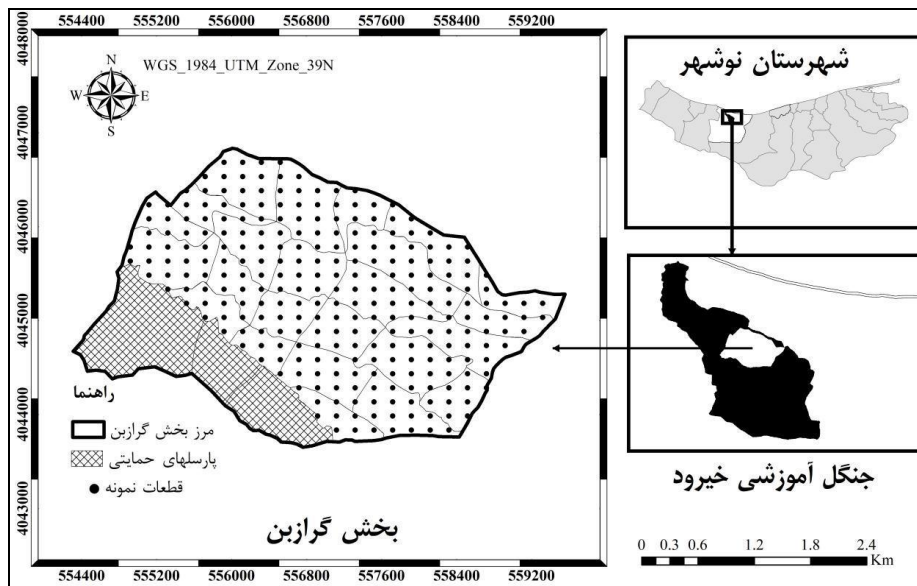 554400 555200 556000 556800 557600 558400 559200
4048000
4047000
4046000
4045000
4044000
4043000
WGS_1984_UTM_Zone_39N
N
W E
S
راهنما
مرز بخش گرازبن
پارسلهای حمایتی
قطعات نمونه
بخش گرازبن
554400 555200 556000 556800 557600 558400 559200
شهرستان نوشهر
جنگل آموزشی خیرود
0 0.3 0.6 1.2 1.8 2.4
Km